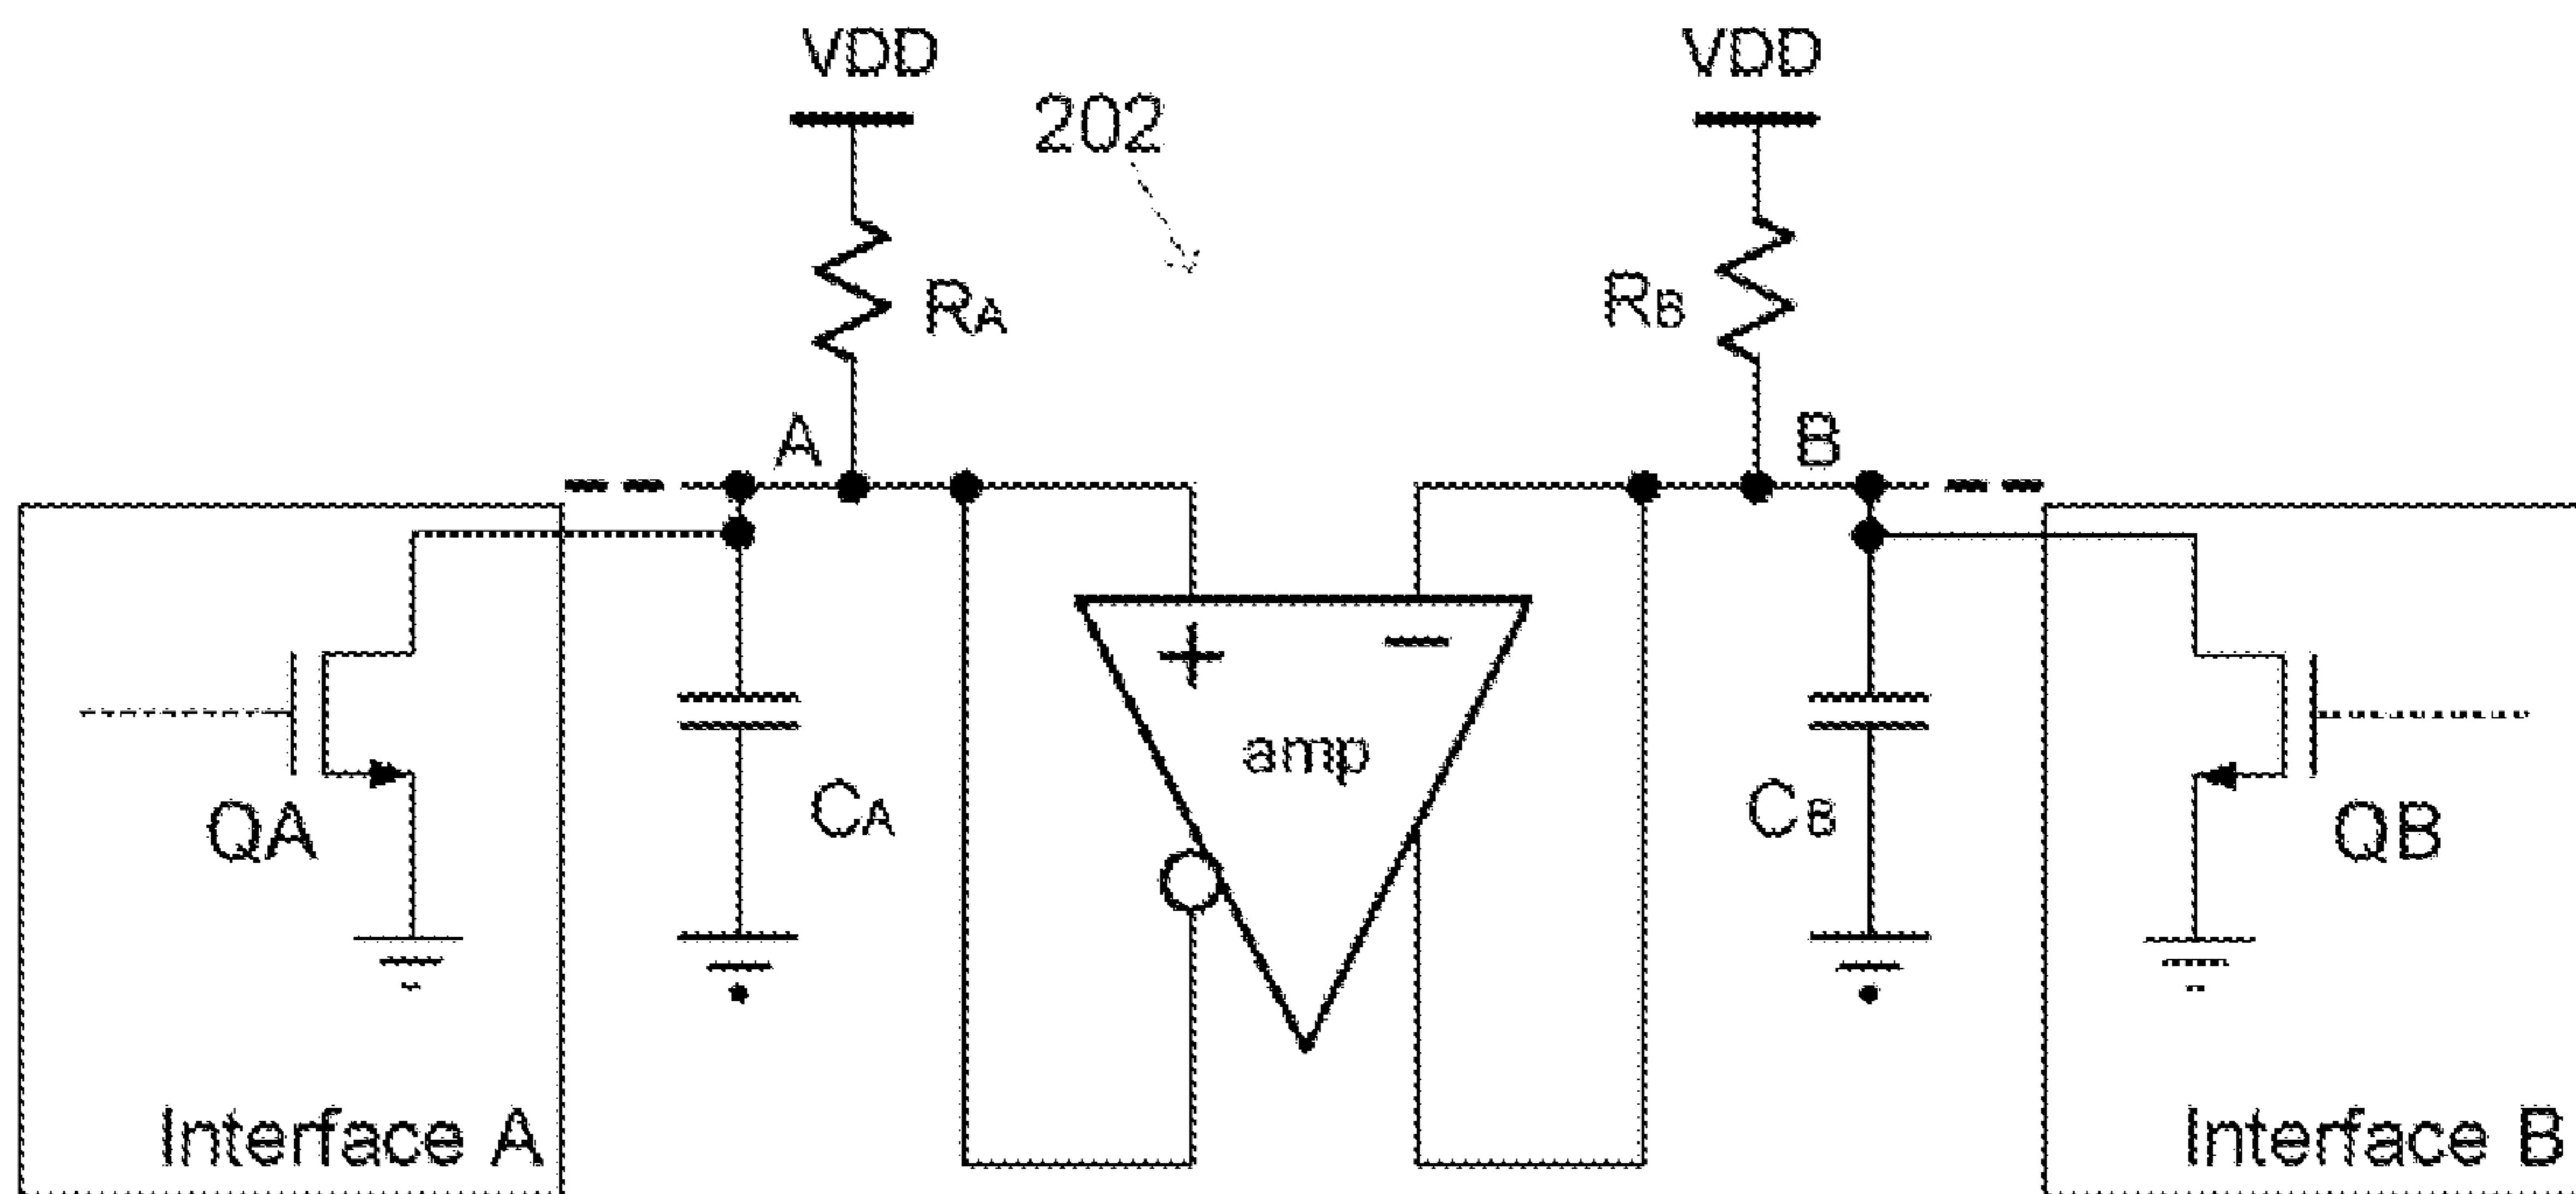 VDD
VDD
202
RA
RB
A
B
+
−
amp
QA
CA
CB
QB
Interface A
Interface B